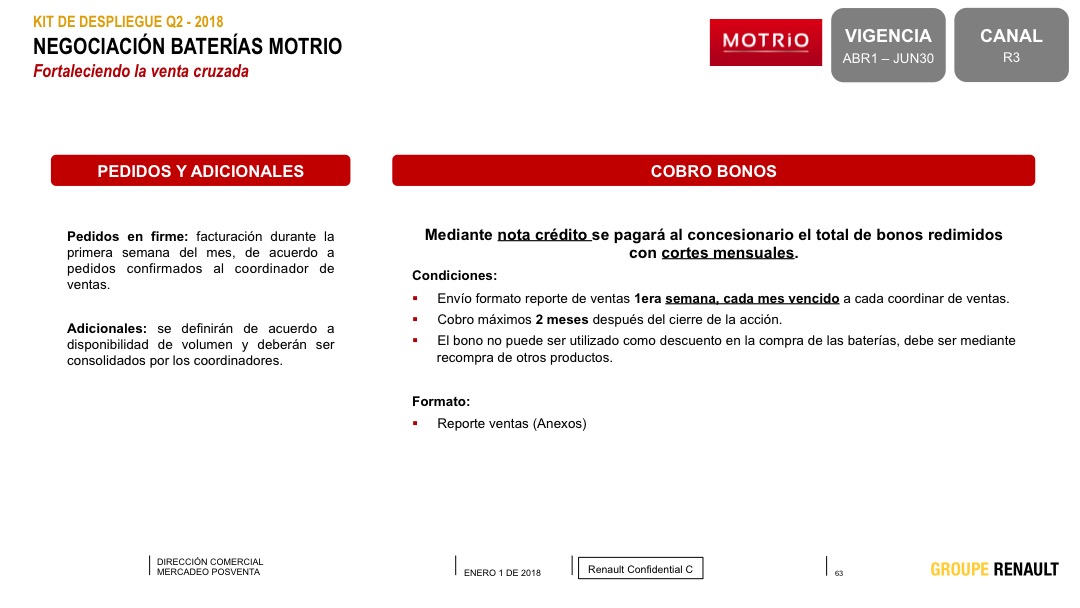 KIT DE DESPLIEGUE Q2 - 2018
NEGOCIACIÓN BATERÍAS MOTRIO
Fortaleciendo la venta cruzada
MOTRiO
VIGENCIA
ABR1 – JUN30
CANAL
R3
PEDIDOS Y ADICIONALES
Pedidos en firme: facturación durante la
primera semana del mes, de acuerdo a
pedidos confirmados al coordinador de
ventas.
Adicionales: se definirán de acuerdo a
disponibilidad de volumen y deberán ser
consolidados por los coordinadores.
COBRO BONOS
Mediante nota crédito se pagará al concesionario el total de bonos redimidos
con cortes mensuales.
Condiciones:
▪ Envío formato reporte de ventas 1era semana, cada mes vencido a cada coordinar de ventas.
▪ Cobro máximos 2 meses después del cierre de la acción.
▪ El bono no puede ser utilizado como descuento en la compra de las baterías, debe ser mediante
recompra de otros productos.
Formato:
▪ Reporte ventas (Anexos)
DIRECCIÓN COMERCIAL
MERCADEO POSVENTA
ENERO 1 DE 2018
Renault Confidential C
63
GROUPE RENAULT